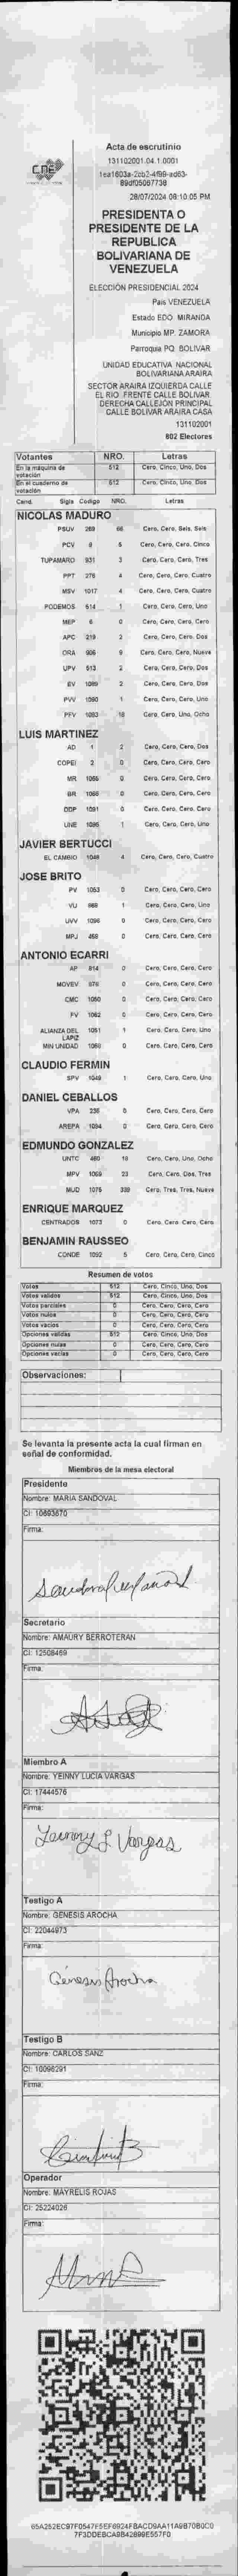 CNE
Acta de escrutinio
131102001.04.1.0001
28/07/2024 08:10:05 PM
PRESIDENTA O
PRESIDENTE DE LA
REPUBLICA
BOLIVARIANA DE
VENEZUELA
ELECCIÓN PRESIDENCIAL 2024
Pais VENEZUELA
Estado EDO. MIRANDA
Municipio MP. ZAMORA
Parroquia PQ. BOLIVAR
UNIDAD EDUCATIVA NACIONAL
BOLIVARIANA ARAIRA
SECTOR ARAIRA IZQUIERDA CALLE
EL RIO. FRENTE CALLE BOLIVAR
DERECHA CALLEJÓN PRINCIPAL
CALLE BOLIVAR ARAIRA CASA
131102001
802 Electores
Votantes NRO. Letras
En la máquina de votación 512 Cero, Cinco, Uno, Dos
En el cuaderno de votación 512 Cero, Cinco, Uno, Dos
Cand. Sigla Codigo NRO. Letras
NICOLAS MADURO
PSUV 269 66 Cero, Cero, Seis, Seis
PCV 8 5 Cero, Cero, Cero, Cinco
TUPAMARO 931 3 Cero, Cero, Cero, Tres
PPT 276 4 Cero, Cero, Cero, Cuatro
MSV 1017 4 Cero, Cero, Cero, Cuatro
PODEMOS 614 1 Cero, Cero, Cero, Uno
MEP 6 0 Cero, Cero, Cero, Cero
APC 219 2 Cero, Cero, Cero, Dos
ORA 906 9 Cero, Cero, Cero, Nueve
UPV 513 2 Cero, Cero, Cero, Dos
EV 1089 2 Cero, Cero, Cero, Dos
PVV 1090 1 Cero, Cero, Cero, Uno
PFV 1093 18 Cero, Cero, Uno, Ocho
LUIS MARTINEZ
AD 1 2 Cero, Cero, Cero, Dos
COPEI 2 0 Cero, Cero, Cero, Cero
MR 1065 0 Cero, Cero, Cero, Cero
BR 1068 0 Cero, Cero, Cero, Cero
DDP 1091 0 Cero, Cero, Cero, Cero
UNE 1095 1 Cero, Cero, Cero, Uno
JAVIER BERTUCCI
EL CAMBIO 1048 4 Cero, Cero, Cero, Cuatro
JOSE BRITO
PV 1053 0 Cero, Cero, Cero, Cero
VU 868 1 Cero, Cero, Cero, Uno
UVV 1096 0 Cero, Cero, Cero, Cero
MPJ 458 0 Cero, Cero, Cero, Cero
ANTONIO ECARRI
AP 814 0 Cero, Cero, Cero, Cero
MOVEV 976 0 Cero, Cero, Cero, Cero
CMC 1050 0 Cero, Cero, Cero, Cero
FV 1062 0 Cero, Cero, Cero, Cero
ALIANZA DEL LAPIZ 1051 1 Cero, Cero, Cero, Uno
MIN UNIDAD 1069 0 Cero, Cero, Cero, Cero
CLAUDIO FERMIN
SPV 1049 1 Cero, Cero, Cero, Uno
DANIEL CEBALLOS
VPA 236 0 Cero, Cero, Cero, Cero
AREPA 1094 0 Cero, Cero, Cero, Cero
EDMUNDO GONZALEZ
UNTC 480 18 Cero, Cero, Uno, Ocho
MPV 1069 23 Cero, Cero, Dos, Tres
MUD 1075 339 Cero, Tres, Tres, Nueve
ENRIQUE MARQUEZ
CENTRADOS 1073 0 Cero, Cero, Cero, Cero
BENJAMIN RAUSSEO
CONDE 1092 5 Cero, Cero, Cero, Cinco
Resumen de votos
Votos 512 Cero, Cinco, Uno, Dos
Votos validos 512 Cero, Cinco, Uno, Dos
Votos parciales 0 Cero, Cero, Cero, Cero
Votos nulos 0 Cero, Cero, Cero, Cero
Votos vacios 0 Cero, Cero, Cero, Cero
Opciones validas 512 Cero, Cinco, Uno, Dos
Opciones nulas 0 Cero, Cero, Cero, Cero
Opciones vacias 0 Cero, Cero, Cero, Cero
Observaciones:
Se levanta la presente acta la cual firman en
señal de conformidad.
Miembros de la mesa electoral
Presidente
Nombre: MARIA SANDOVAL
CI: 10693670
Firma:
Secretario
Nombre: AMAURY BERROTERAN
CI: 12508469
Firma:
Miembro A
Nombre: YEINNY LUCIA VARGAS
CI: 17444576
Firma:
Yeinny L Vargas
Testigo A
Nombre: GENESIS AROCHA
CI: 22044973
Firma:
Génesis Arocha
Testigo B
Nombre: CARLOS SANZ
CI: 10096291
Firma:
Operador
Nombre: MAYRELIS ROJAS
CI: 25224026
Firma: